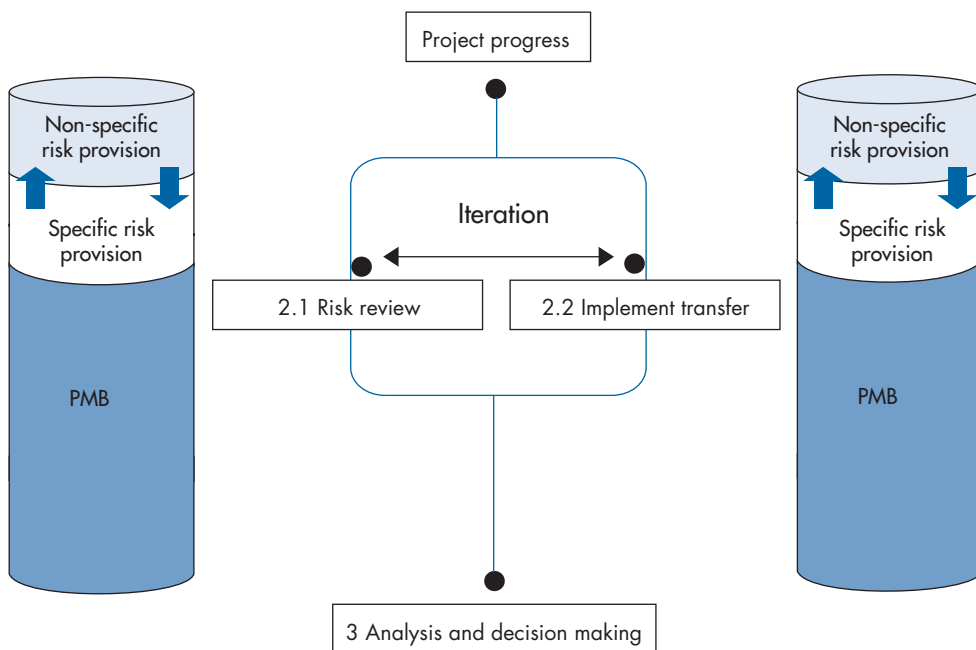 Project progress
Non-specific
risk provision
Specific risk
provision
PMB
Iteration
2.1 Risk review
2.2 Implement transfer
3 Analysis and decision making
Non-specific
risk provision
Specific risk
provision
PMB